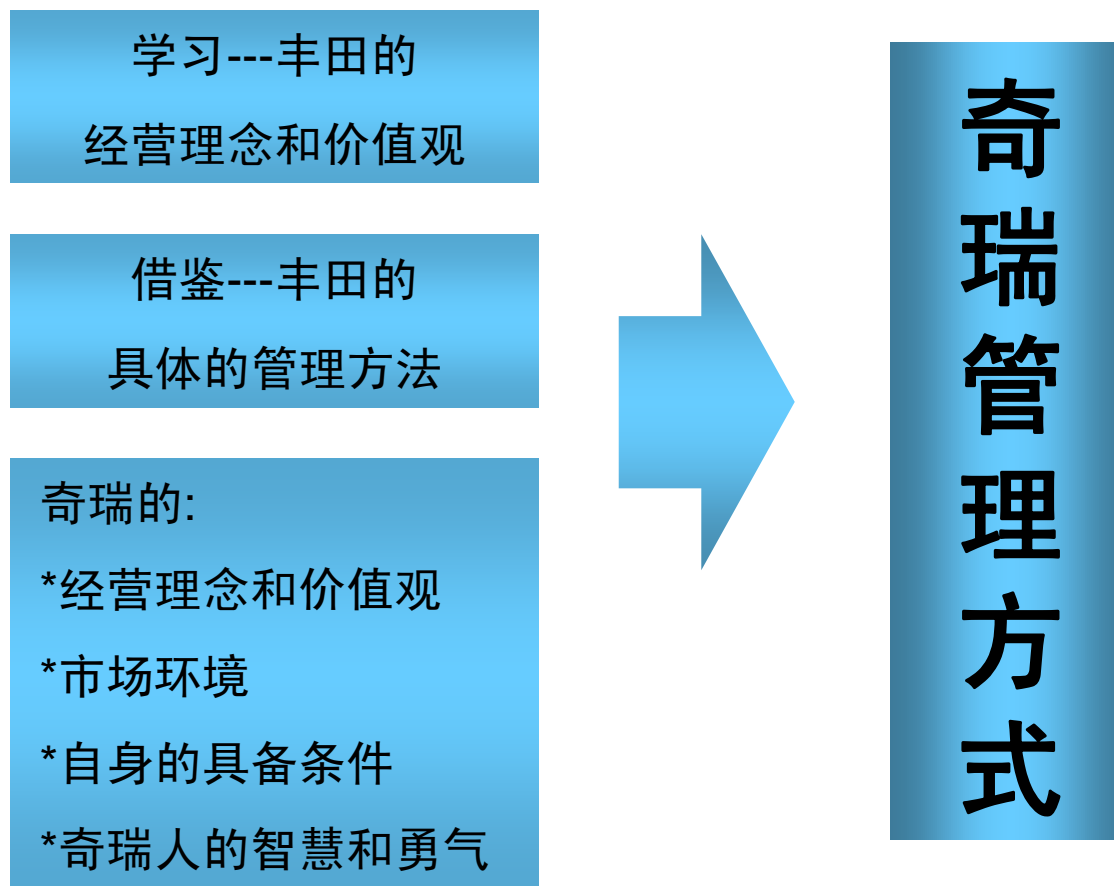 学习---丰田的
经营理念和价值观
借鉴---丰田的
具体的管理方法
奇瑞的:
*经营理念和价值观
*市场环境
*自身的具备条件
*奇瑞人的智慧和勇气
奇瑞管理方式